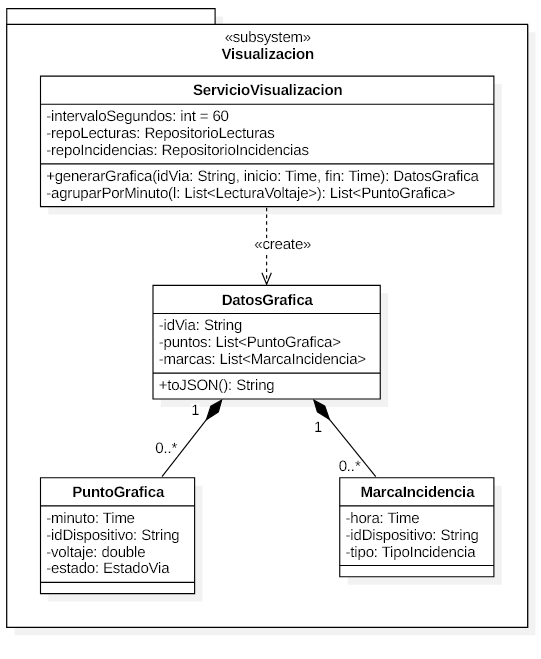 «subsystem»
Visualizacion
ServicioVisualizacion
-intervaloSegundos: int = 60
-repoLecturas: RepositorioLecturas
-repoIncidencias: RepositorioIncidencias
+generarGrafica(idVia: String, inicio: Time, fin: Time): DatosGrafica
-agruparPorMinuto(l: List<LecturaVoltaje>): List<PuntoGrafica>
«create»
DatosGrafica
-idVia: String
-puntos: List<PuntoGrafica>
-marcas: List<MarcaIncidencia>
+toJSON(): String
1
1
0..*
0..*
PuntoGrafica
-minuto: Time
-idDispositivo: String
-voltaje: double
-estado: EstadoVia
MarcaIncidencia
-hora: Time
-idDispositivo: String
-tipo: TipoIncidencia